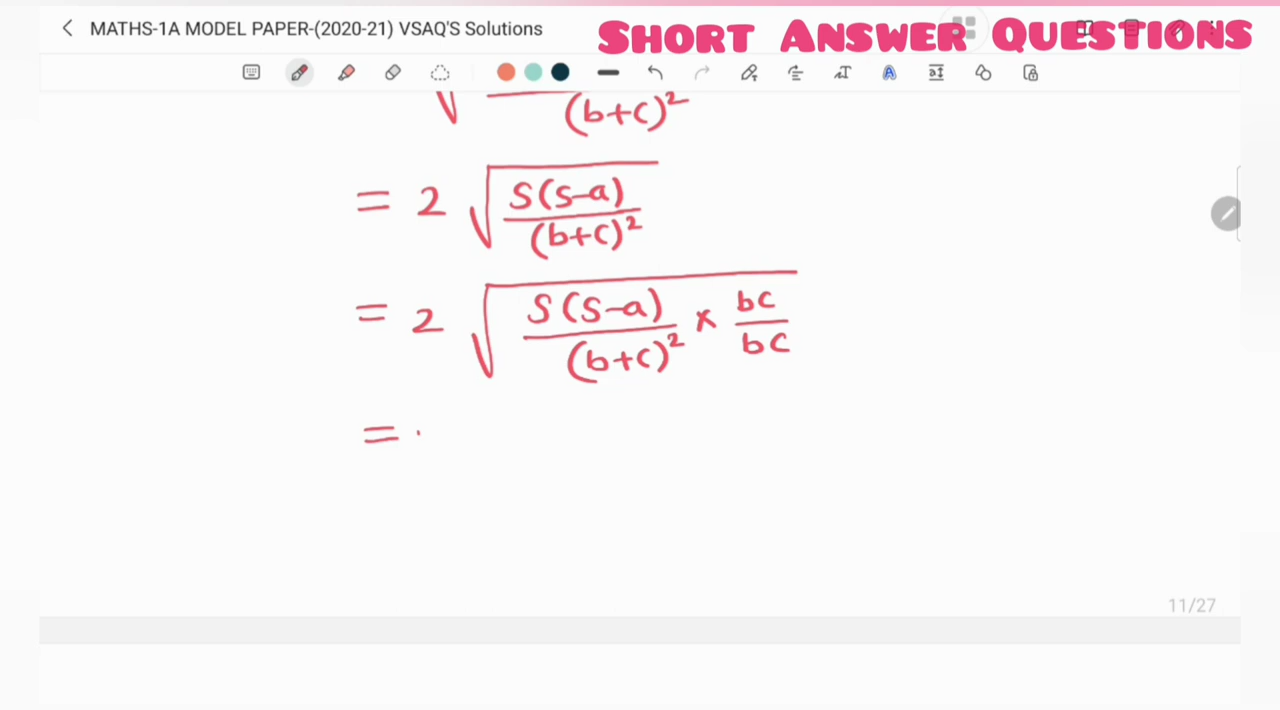 MATHS-1A MODEL PAPER-(2020-21) VSAQ'S Solutions
SHORT ANSWER QUESTIONS
√ (b+c)²
= 2 √ S(S-a) / (b+c)²
= 2 √ S(S-a) / (b+c)² × bc / bc
=
11/27